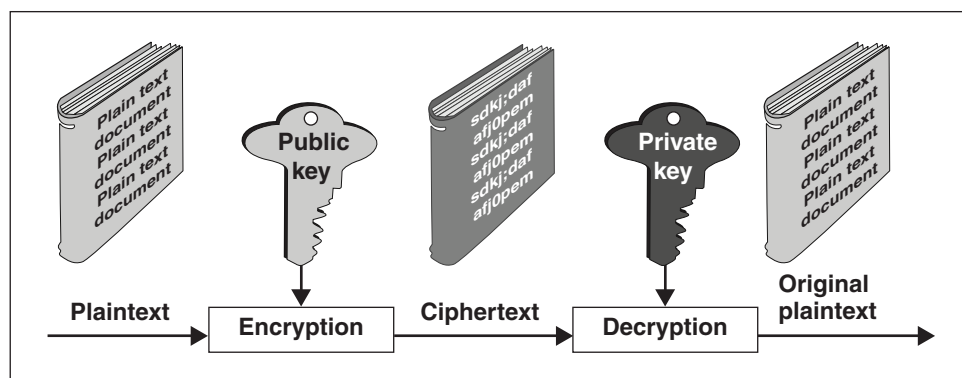 Plain text
document
Plain text
document
Plain text
document
Public
key
sdkj;daf
afj0pem
sdkj;daf
afj0pem
sdkj;daf
afj0pem
Private
key
Plain text
document
Plain text
document
Plain text
document
Plaintext
Encryption
Ciphertext
Decryption
Original
plaintext